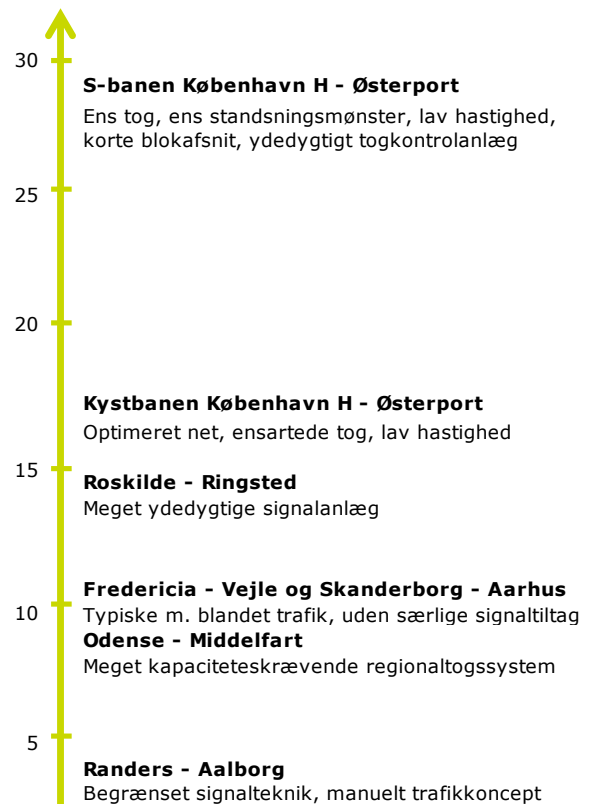 30
S-banen København H - Østerport
Ens tog, ens standsningsmønster, lav hastighed,
korte blokafsnit, ydedygtigt togkontrolanlæg
25
20
Kystbanen København H - Østerport
Optimeret net, ensartede tog, lav hastighed
15
Roskilde - Ringsted
Meget ydedygtige signalanlæg
Fredericia - Vejle og Skanderborg - Aarhus
10
Typiske m. blandet trafik, uden særlige signaltiltag
Odense - Middelfart
Meget kapaciteteskrævende regionaltogssystem
5
Randers - Aalborg
Begrænset signalteknik, manuelt trafikkoncept